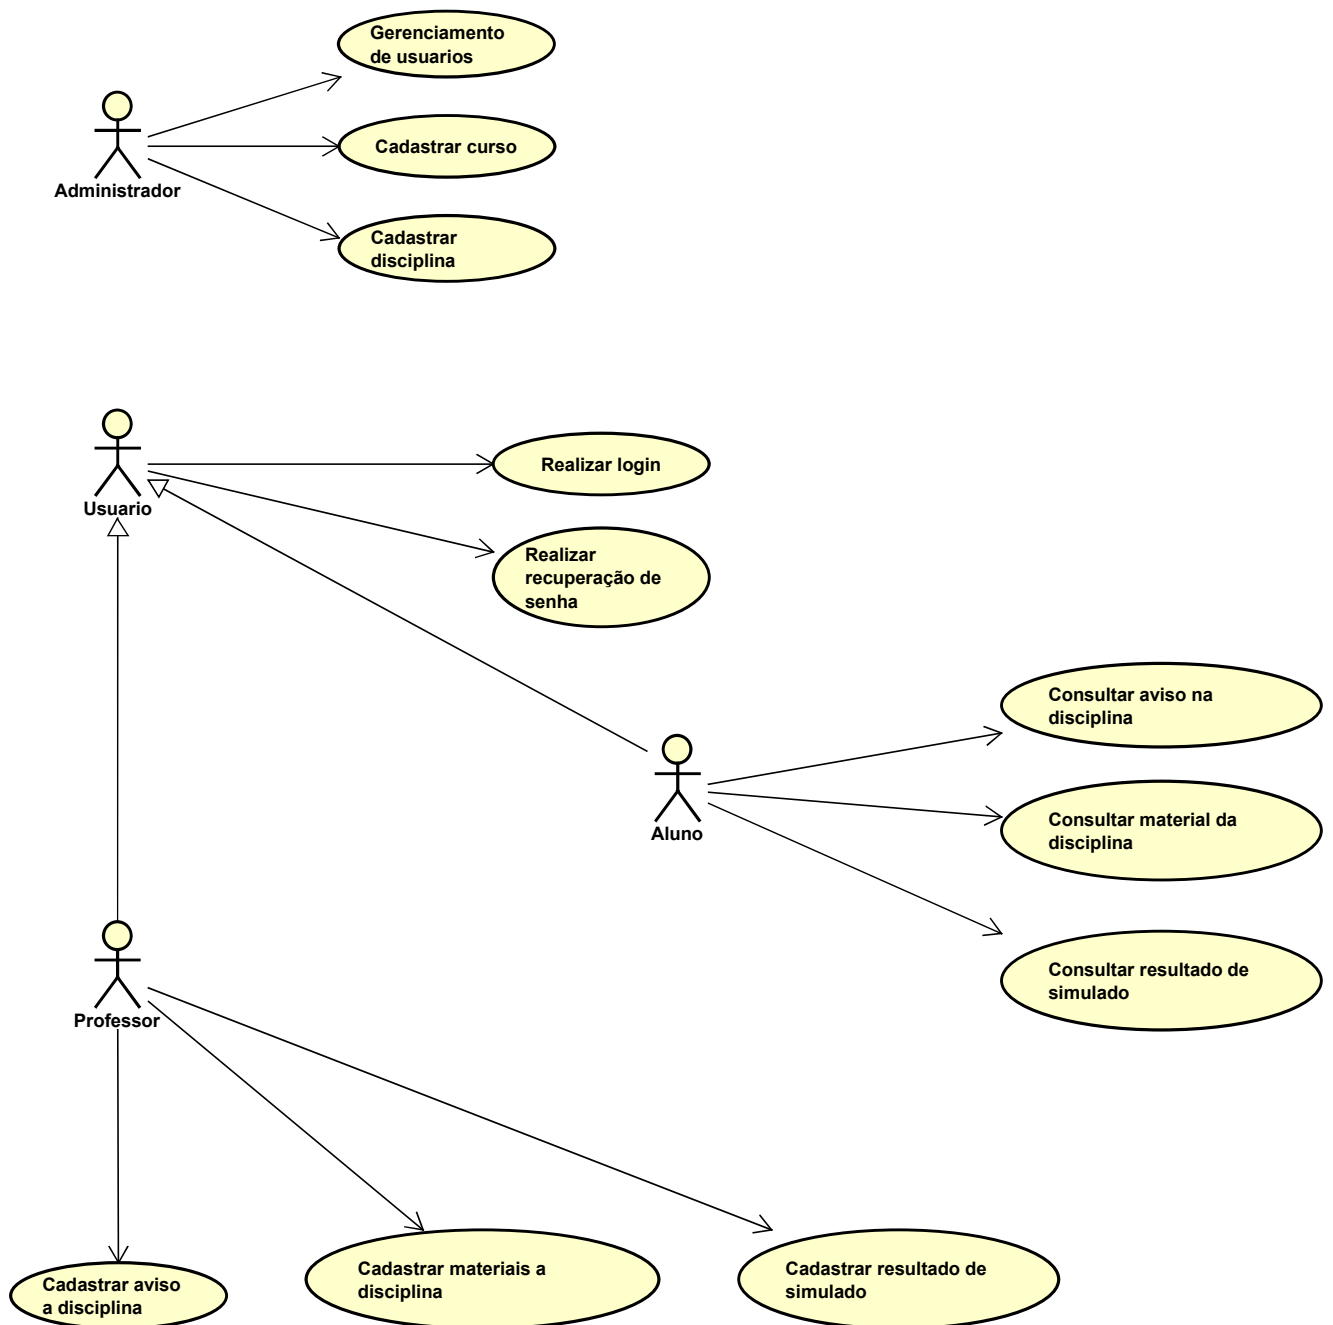 Gerenciamento
de usuarios
Cadastrar curso
Administrador
Cadastrar
disciplina
Realizar login
Usuario
Realizar
recuperação de
senha
Consultar aviso na
disciplina
Consultar material da
disciplina
Aluno
Consultar resultado de
simulado
Professor
Cadastrar aviso
a disciplina
Cadastrar materiais a
disciplina
Cadastrar resultado de
simulado